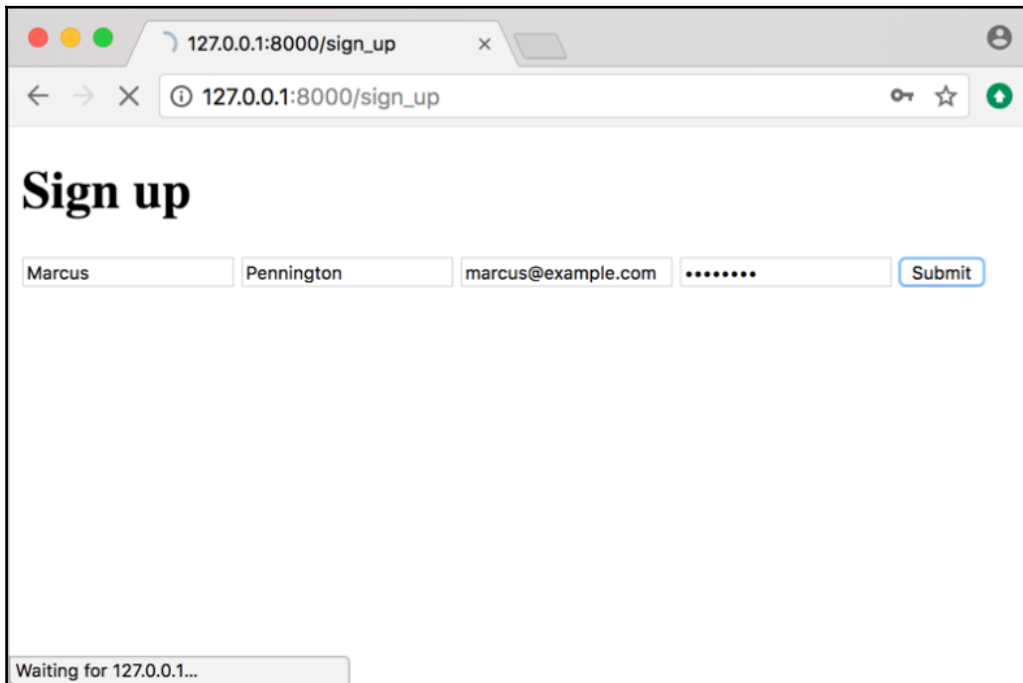 127.0.0.1:8000/sign_up
127.0.0.1:8000/sign_up
Sign up
Marcus Pennington marcus@example.com •••••••• Submit
Waiting for 127.0.0.1...